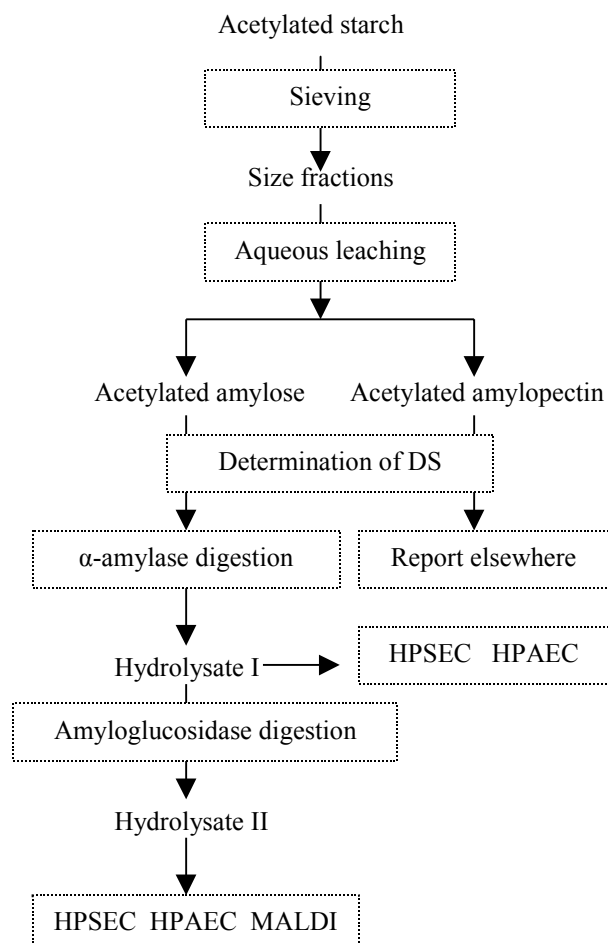 Acetylated starch
Sieving
Size fractions
Aqueous leaching
Acetylated amylose Acetylated amylopectin
Determination of DS
α-amylase digestion Report elsewhere
Hydrolysate I HPSEC HPAEC
Amyloglucosidase digestion
Hydrolysate II
HPSEC HPAEC MALDI